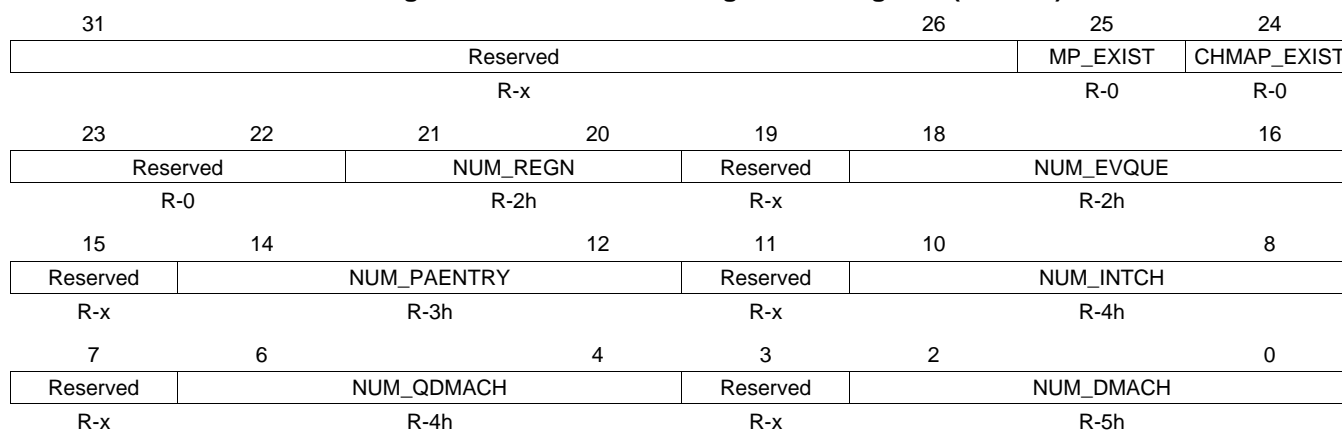 31 26 25 24
Reserved MP_EXIST CHMAP_EXIST
R-x R-0 R-0
23 22 21 20 19 18 16
Reserved NUM_REGN Reserved NUM_EVQUE
R-0 R-2h R-x R-2h
15 14 12 11 10 8
Reserved NUM_PAENTRY Reserved NUM_INTCH
R-x R-3h R-x R-4h
7 6 4 3 2 0
Reserved NUM_QDMACH Reserved NUM_DMACH
R-x R-4h R-x R-5h